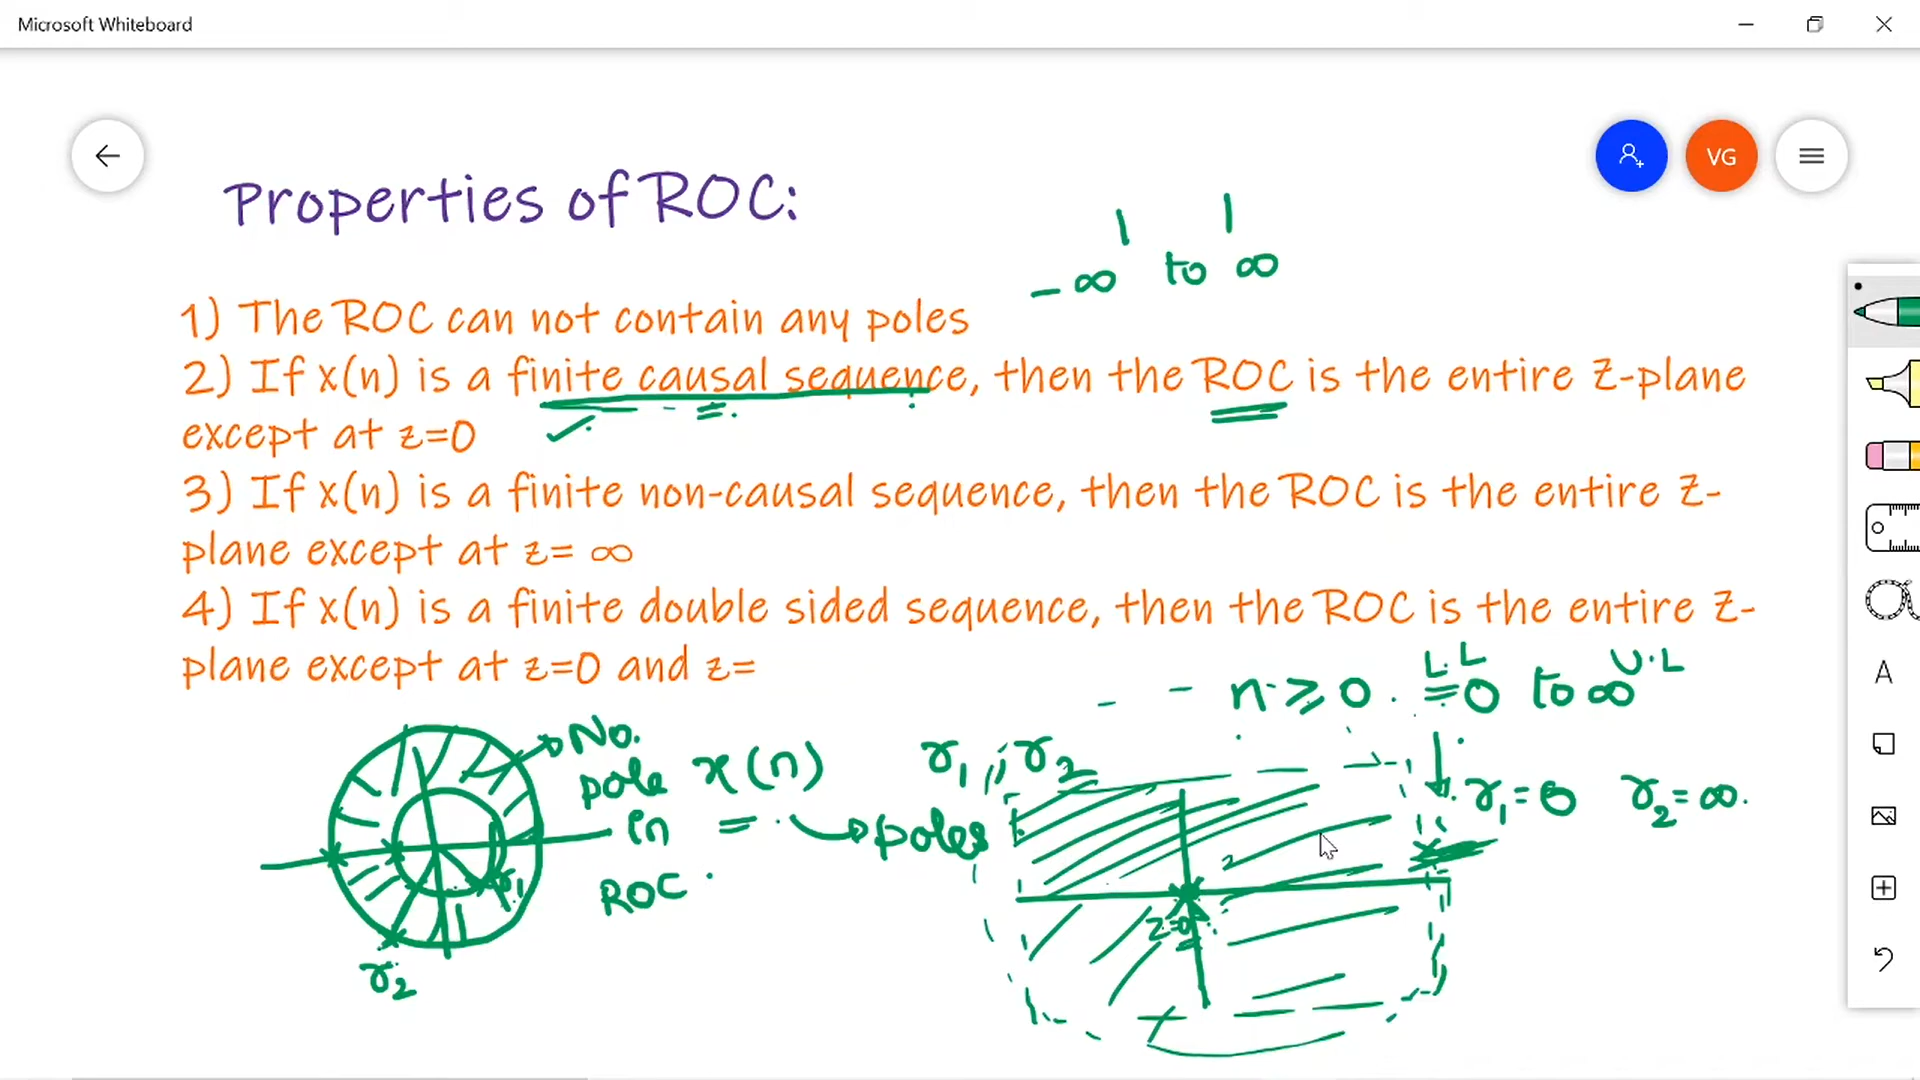 Microsoft Whiteboard
VG
Properties of ROC:
-∞ to ∞
1) The ROC can not contain any poles
2) If x(n) is a finite causal sequence, then the ROC is the entire Z-plane
except at z=0
3) If x(n) is a finite non-causal sequence, then the ROC is the entire Z-
plane except at z= ∞
4) If x(n) is a finite double sided sequence, then the ROC is the entire Z-
plane except at z=0 and z=
L.L U.L
n ≥ 0. =0 to ∞
No.
pole x(n) r1, r2
in
poles
ROC
r1=0 r2=∞.
r1
z=0
r2
A